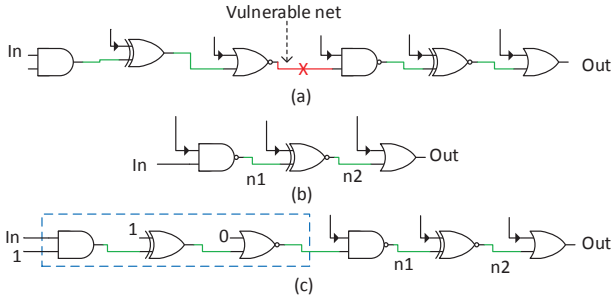 Vulnerable net
In
X
Out
(a)
In
n1
n2
Out
(b)
In
1
1
0
n1
n2
Out
(c)